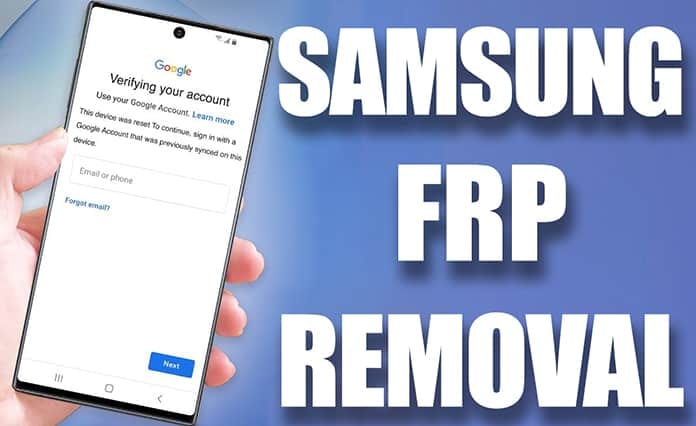 Google
Verifying your account
Use your Google Account. Learn more
This device was reset To continue, sign in with a
Google Account that was previously synced on this
device.
Email or phone
Forgot email?
Next
SAMSUNG
FRP
REMOVAL